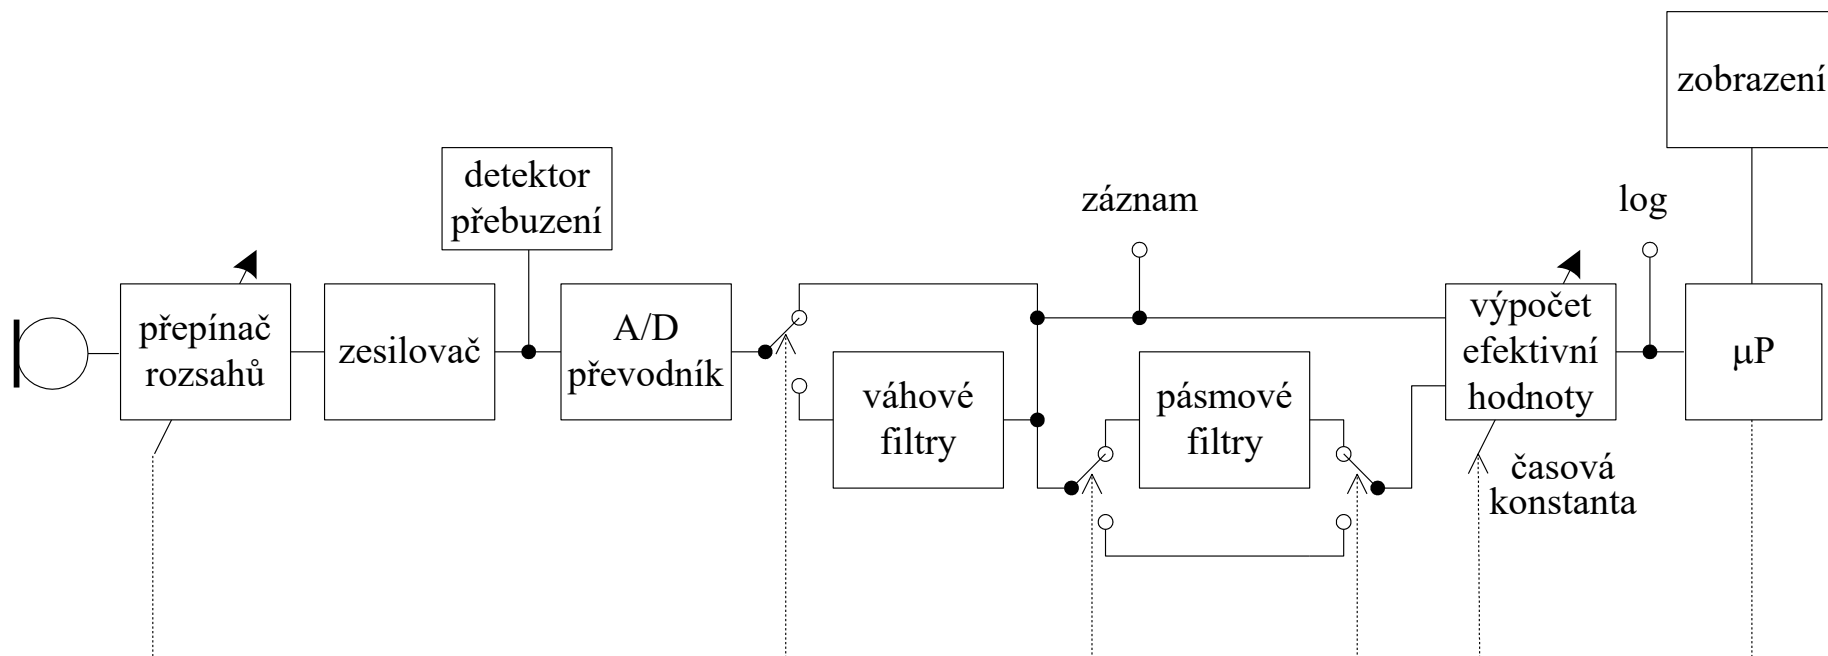 zobrazení
detektor
přebuzení
záznam
log
přepínač
rozsahů
zesilovač
A/D
převodník
váhové
filtry
pásmové
filtry
výpočet
efektivní
hodnoty
μP
časová
konstanta